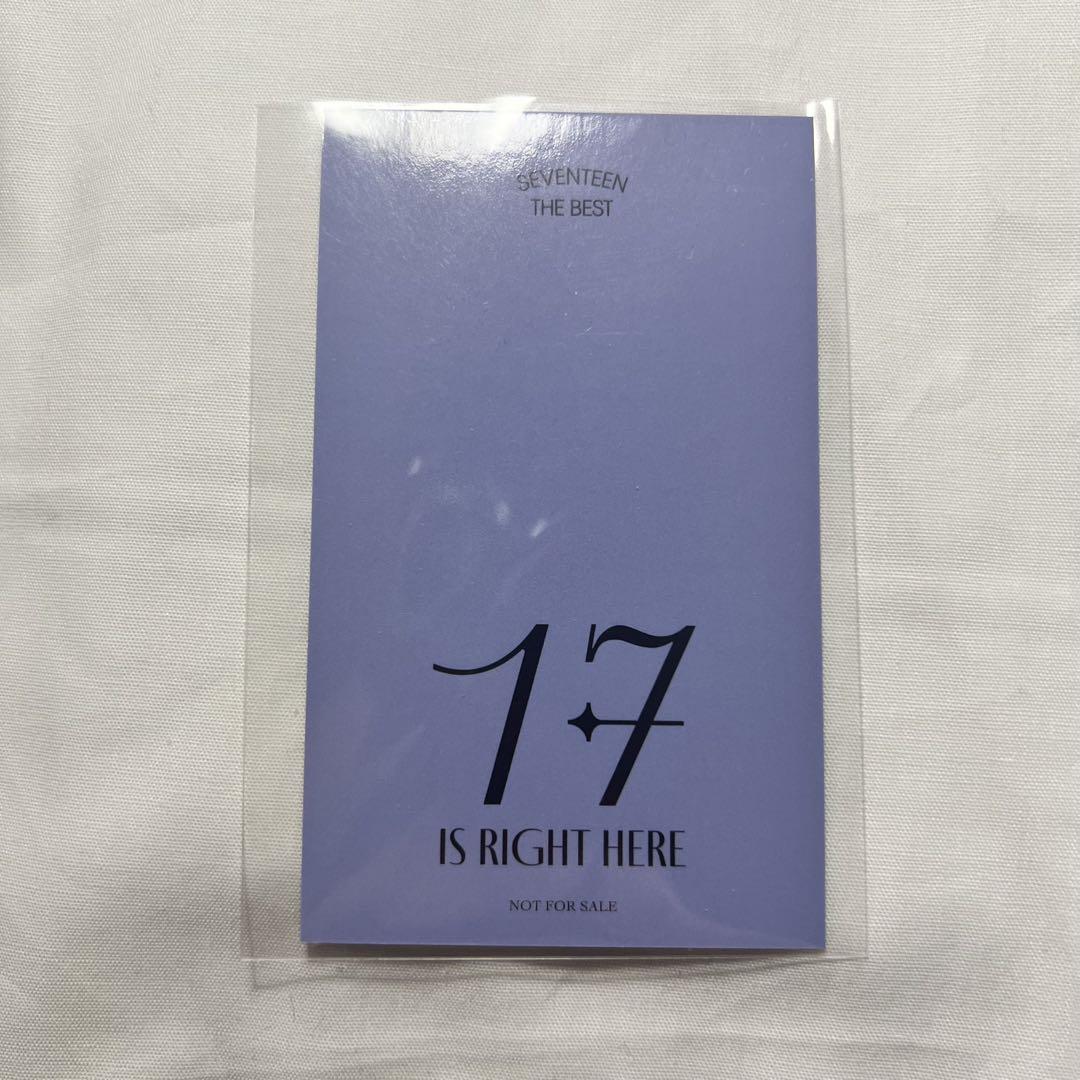 SEVENTEEN
THE BEST
17
IS RIGHT HERE
NOT FOR SALE